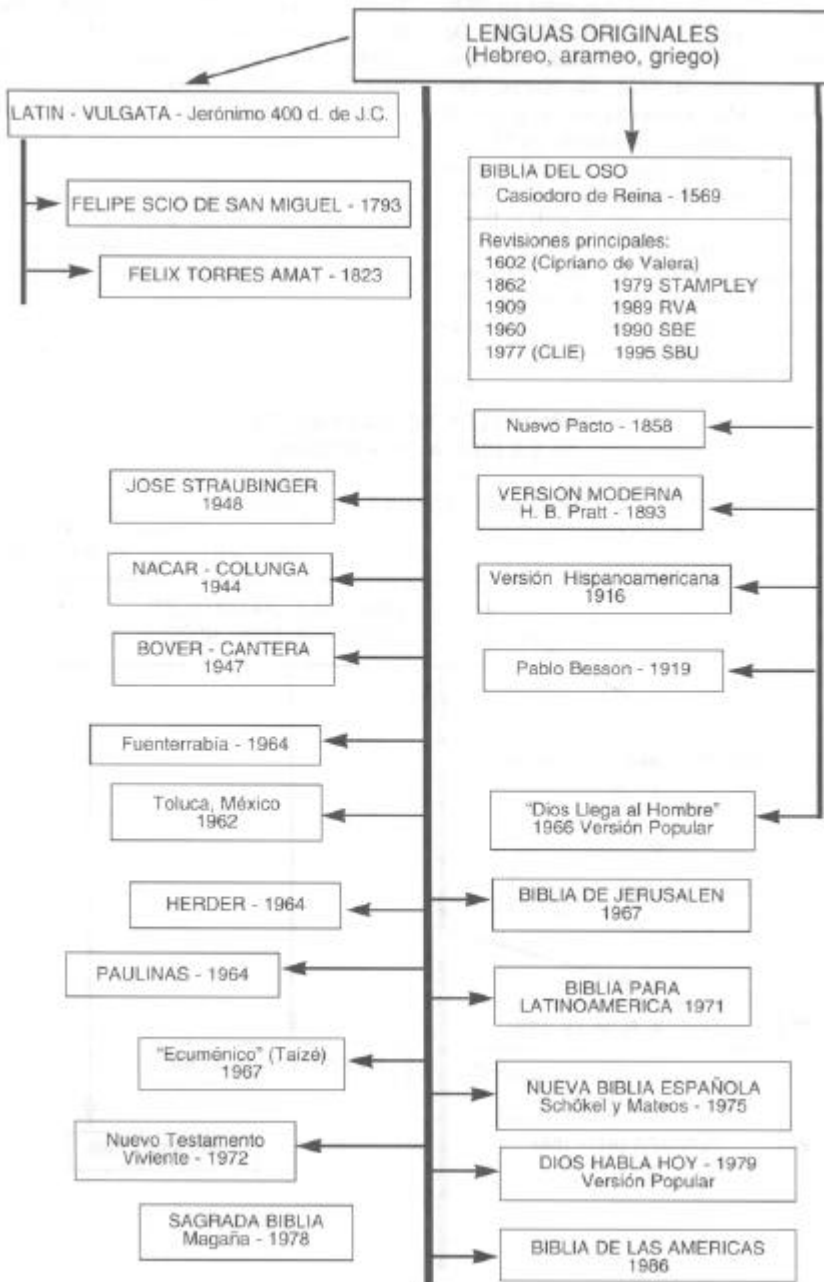 LENGUAS ORIGINALES
(Hebreo, arameo, griego)
LATIN - VULGATA - Jerónimo 400 d. de J.C.
FELIPE SCIO DE SAN MIGUEL - 1793
FELIX TORRES AMAT - 1823
BIBLIA DEL OSO
Casiodoro de Reina - 1569
Revisiones principales:
1602 (Cipriano de Valera)
1862 1979 STAMPLEY
1909 1989 RVA
1960 1990 SBE
1977 (CLIE) 1995 SBU
Nuevo Pacto - 1858
VERSION MODERNA
H. B. Pratt - 1893
Versión Hispanoamericana
1916
Pablo Besson - 1919
"Dios Llega al Hombre"
1966 Versión Popular
JOSE STRAUBINGER
1948
NACAR - COLUNGA
1944
BOVER - CANTERA
1947
Fuenterrabía - 1964
Toluca, México
1962
HERDER - 1964
PAULINAS - 1964
"Ecuménico" (Taizé)
1967
Nuevo Testamento
Viviente - 1972
SAGRADA BIBLIA
Magaña - 1978
BIBLIA DE JERUSALEN
1967
BIBLIA PARA
LATINOAMERICA 1971
NUEVA BIBLIA ESPAÑOLA
Schökel y Mateos - 1975
DIOS HABLA HOY - 1979
Versión Popular
BIBLIA DE LAS AMERICAS
1986